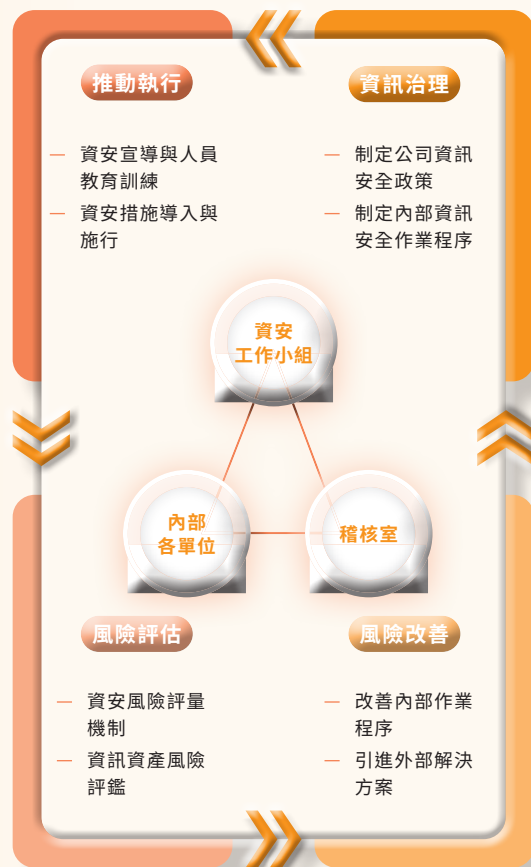 推動執行
資安宣導與人員
教育訓練
資安措施導入與
施行
資訊治理
制定公司資訊
安全政策
制定內部資訊
安全作業程序
資安
工作小組
內部
各單位
稽核室
風險評估
資安風險評量
機制
資訊資產風險
評鑑
風險改善
改善內部作業
程序
引進外部解決
方案